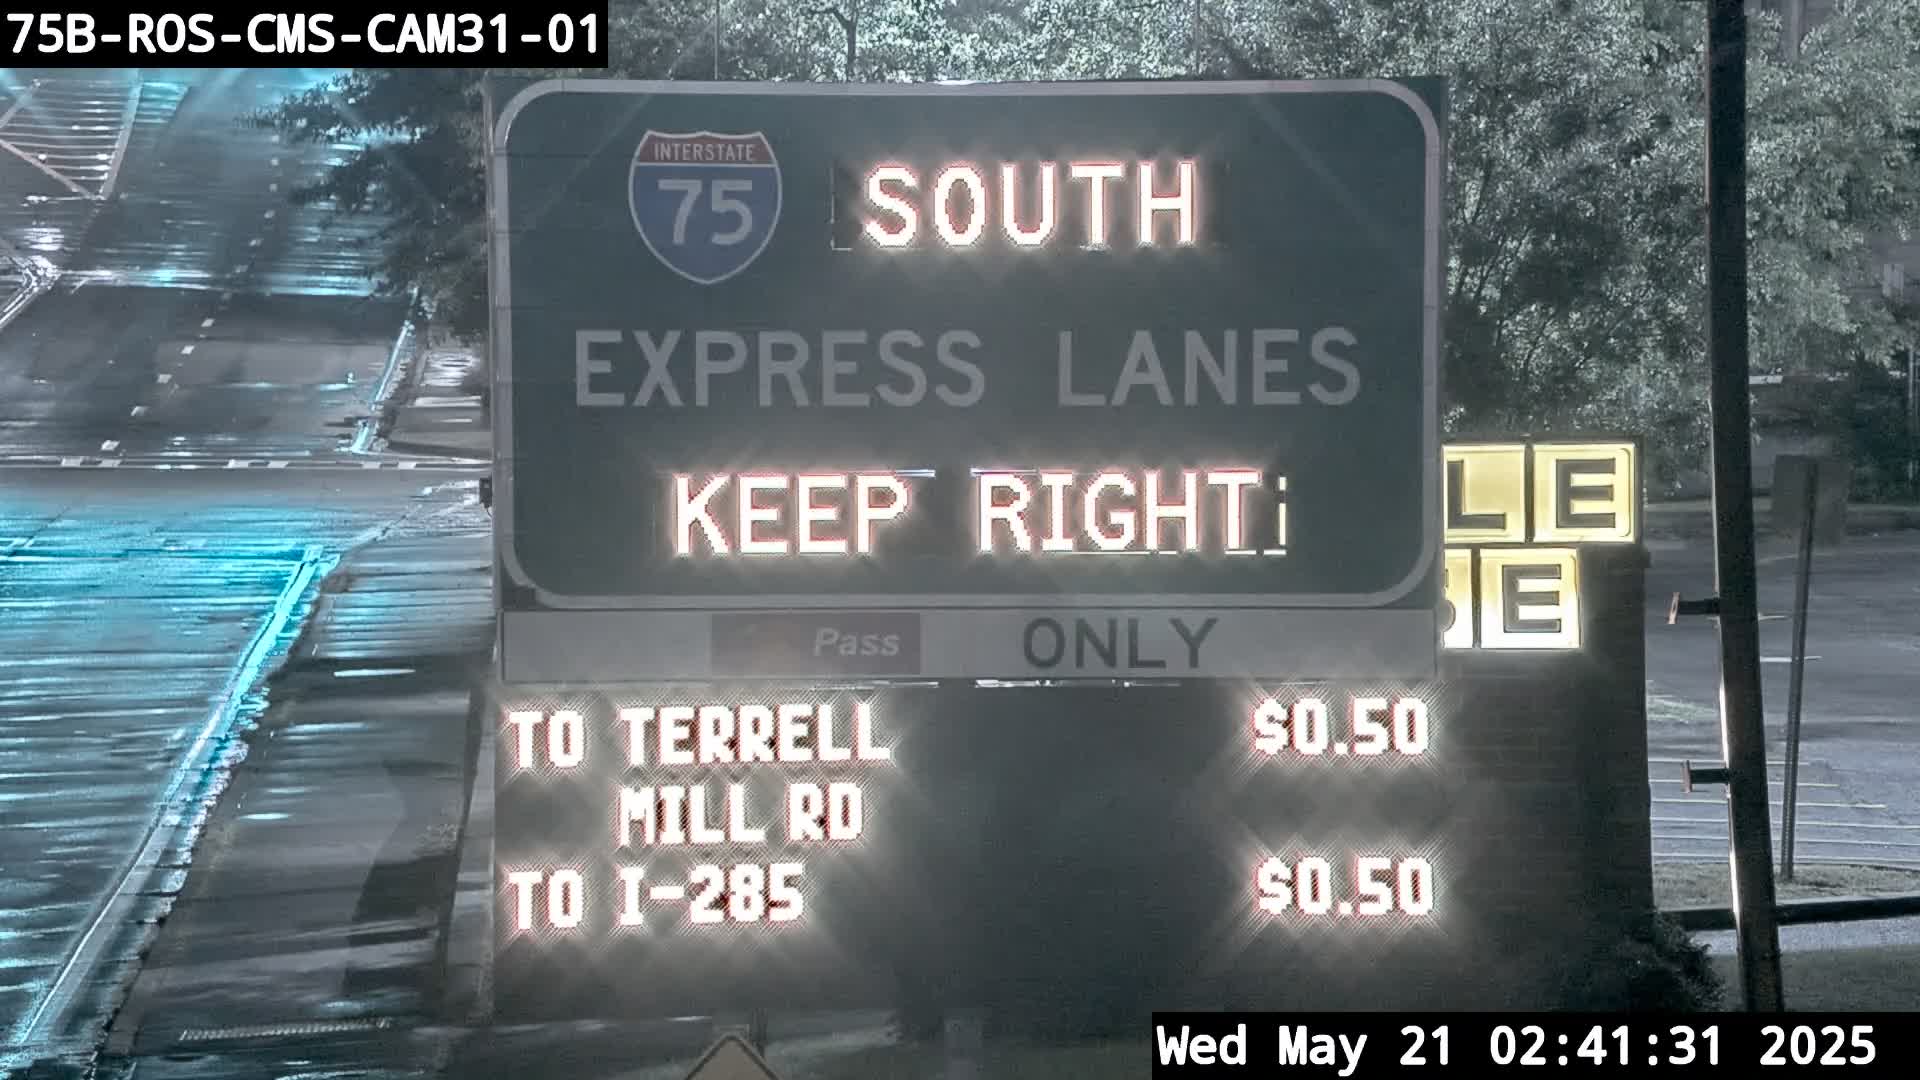 75B-ROS-CMS-CAM31-01
INTERSTATE
75
SOUTH
EXPRESS LANES
KEEP RIGHT
Pass
ONLY
LE
E
TO TERRELL $0.50
MILL RD
TO I-285 $0.50
Wed May 21 02:41:31 2025